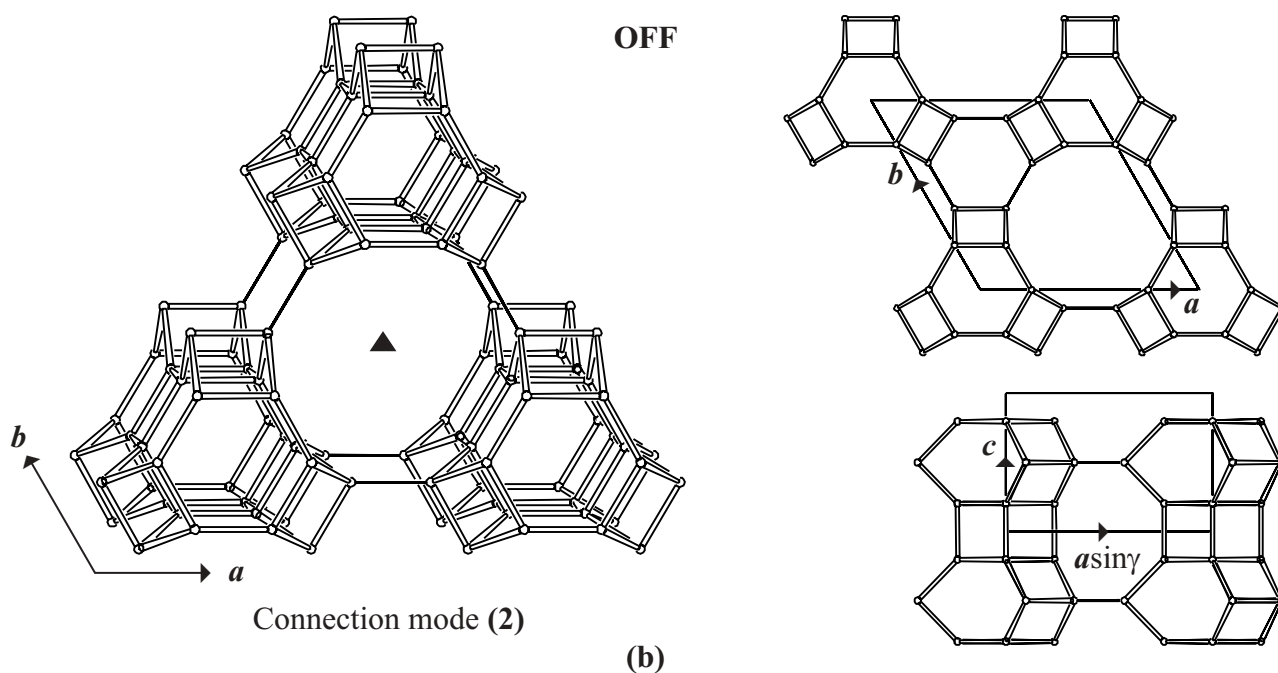 OFF
b
a
Connection mode (2)
b
a
c
asinγ
(b)